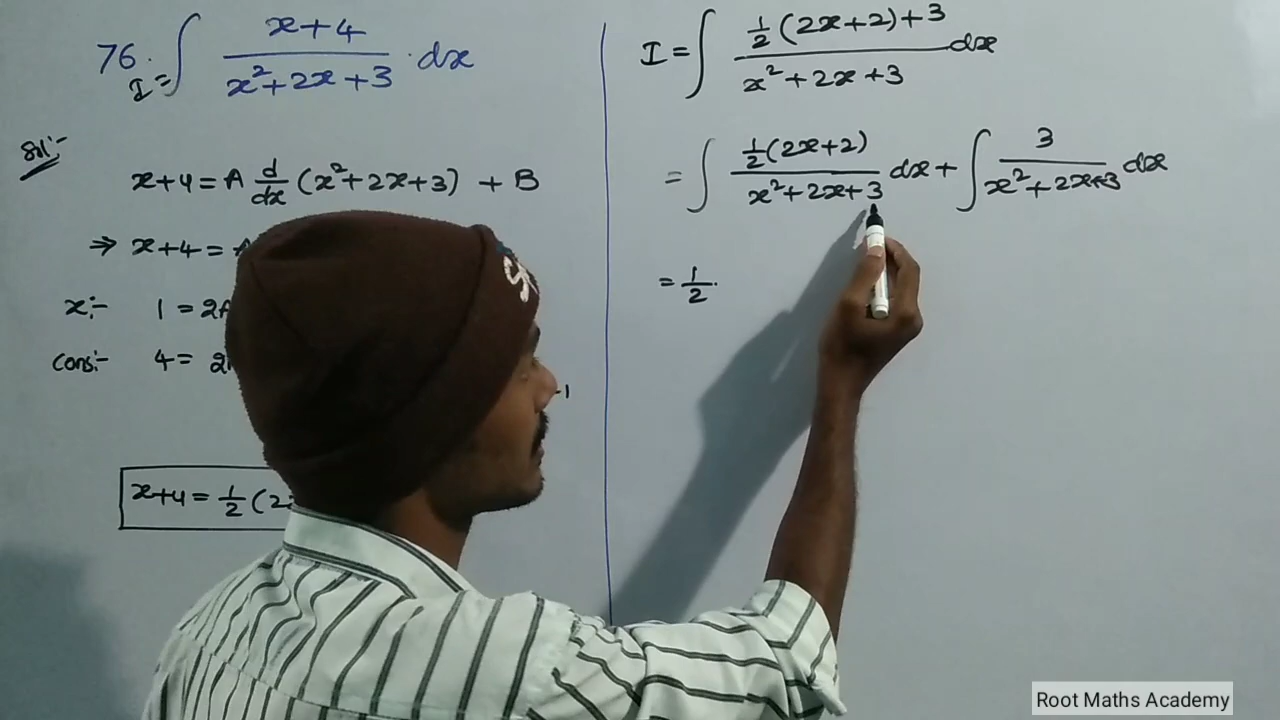 76. I = ∫ (x+4)/(x²+2x+3) · dx
Sol:-
x+4 = A d/dx (x²+2x+3) + B
⇒ x+4 =
x:- 1 = 2A
cons:- 4 =
x+4 = 1/2 (2
I = ∫ (1/2 (2x+2)+3)/(x²+2x+3) dx
= ∫ (1/2 (2x+2))/(x²+2x+3) dx + ∫ 3/(x²+2x+3) dx
= 1/2 ·
Root Maths Academy